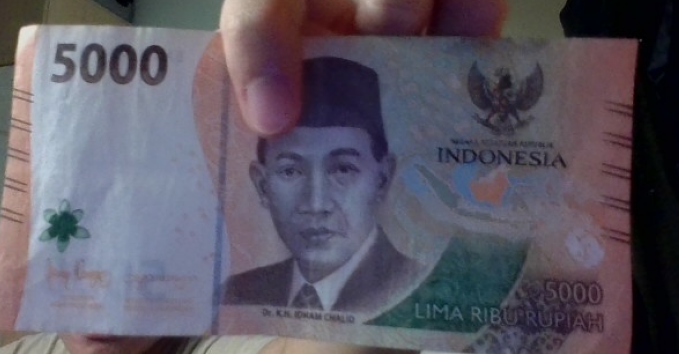 5000
INDONESIA
Dr. K.H. IDHAM CHALID
5000
LIMA RIBU RUPIAH